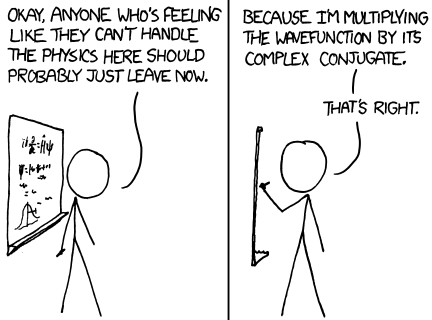 OKAY, ANYONE WHO'S FEELING
LIKE THEY CAN'T HANDLE
THE PHYSICS HERE SHOULD
PROBABLY JUST LEAVE NOW.
BECAUSE I'M MULTIPLYING
THE WAVEFUNCTION BY ITS
COMPLEX CONJUGATE.
THAT'S RIGHT.